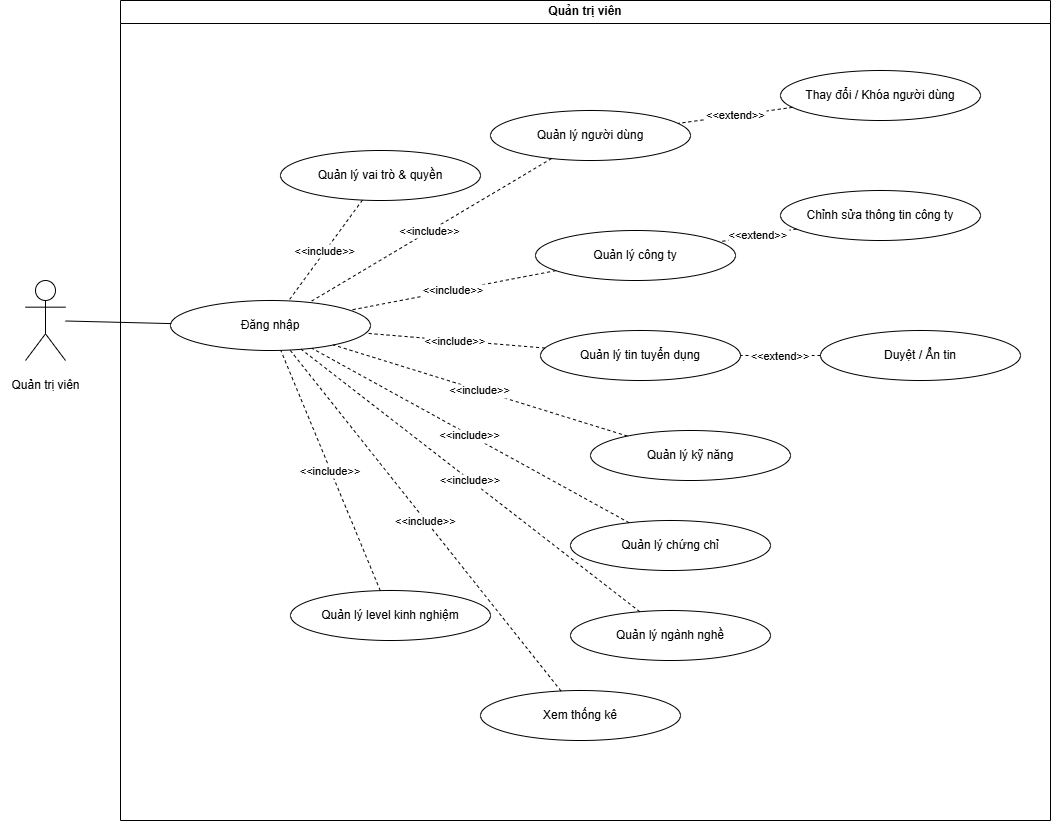 Quản trị viên
Thay đổi / Khóa người dùng
<<extend>>
Quản lý người dùng
Quản lý vai trò & quyền
Chỉnh sửa thông tin công ty
<<include>>
<<extend>>
<<include>>
Quản lý công ty
<<include>>
Đăng nhập
<<include>>
Quản lý tin tuyển dụng
<<extend>>
Duyệt / Ẩn tin
Quản trị viên
<<include>>
<<include>>
Quản lý kỹ năng
<<include>>
<<include>>
<<include>>
Quản lý chứng chỉ
Quản lý level kinh nghiệm
Quản lý ngành nghề
Xem thống kê